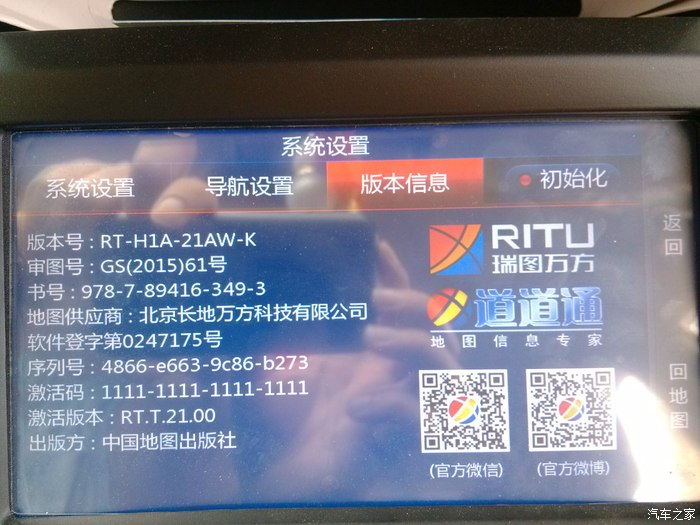 系统设置
系统设置
导航设置
版本信息
初始化
版本号：RT-H1A-21AW-K
审图号：GS(2015)61号
书号：978-7-89416-349-3
地图供应商：北京长地万方科技有限公司
软件登字第0247175号
序列号：4866-e663-9c86-b273
激活码：1111-1111-1111-1111
激活版本：RT.T.21.00
出版方：中国地图出版社
RITU
瑞图万方
道道通
地图信息专家
(官方微信)
(官方微博)
返回
回地图
汽车之家